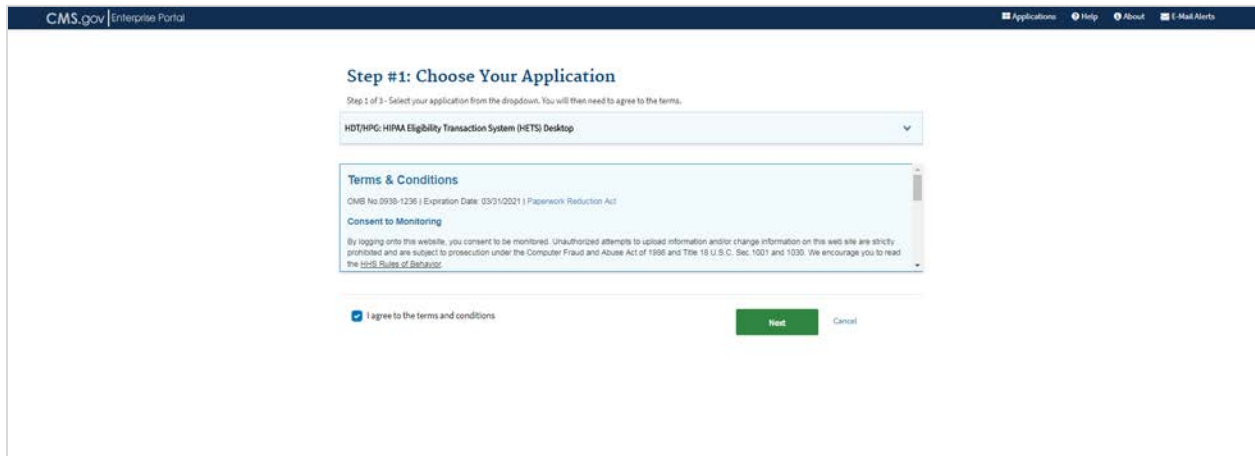 CMS.gov Enterprise Portal
Applications Help About E-Mail Alerts
Step #1: Choose Your Application
Step 1 of 3 - Select your application from the dropdown. You will then need to agree to the terms.
HDT/HPG: HIPAA Eligibility Transaction System (HETS) Desktop
Terms & Conditions
OMB No.0938-1236 | Expiration Date: 03/31/2021 | Paperwork Reduction Act
Consent to Monitoring
By logging onto this website, you consent to be monitored. Unauthorized attempts to upload information and/or change information on this web site are strictly
prohibited and are subject to prosecution under the Computer Fraud and Abuse Act of 1986 and Title 18 U.S.C. Sec.1001 and 1030. We encourage you to read
the HHS Rules of Behavior.
I agree to the terms and conditions
Next Cancel